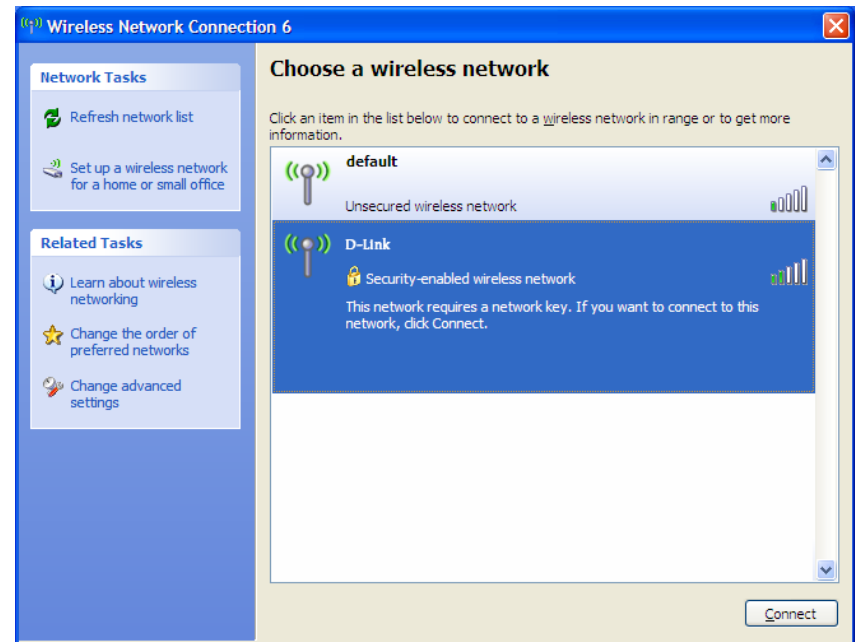 Wireless Network Connection 6
Network Tasks
Refresh network list
Set up a wireless network
for a home or small office
Related Tasks
Learn about wireless
networking
Change the order of
preferred networks
Change advanced
settings
Choose a wireless network
Click an item in the list below to connect to a wireless network in range or to get more
information.
default
Unsecured wireless network
D-Link
Security-enabled wireless network
This network requires a network key. If you want to connect to this
network, click Connect.
Connect